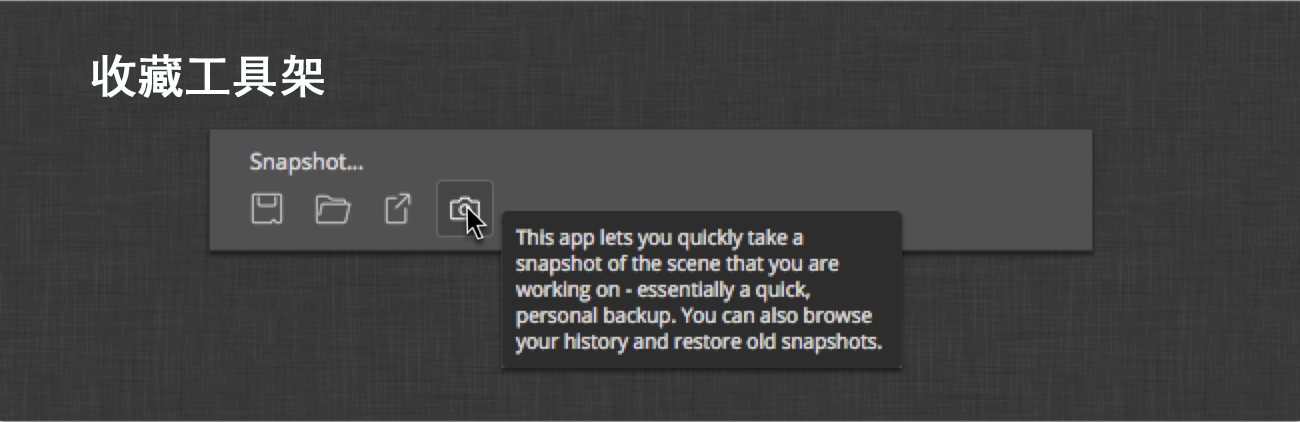 收藏工具架
Snapshot...
This app lets you quickly take a
snapshot of the scene that you are
working on - essentially a quick,
personal backup. You can also browse
your history and restore old snapshots.